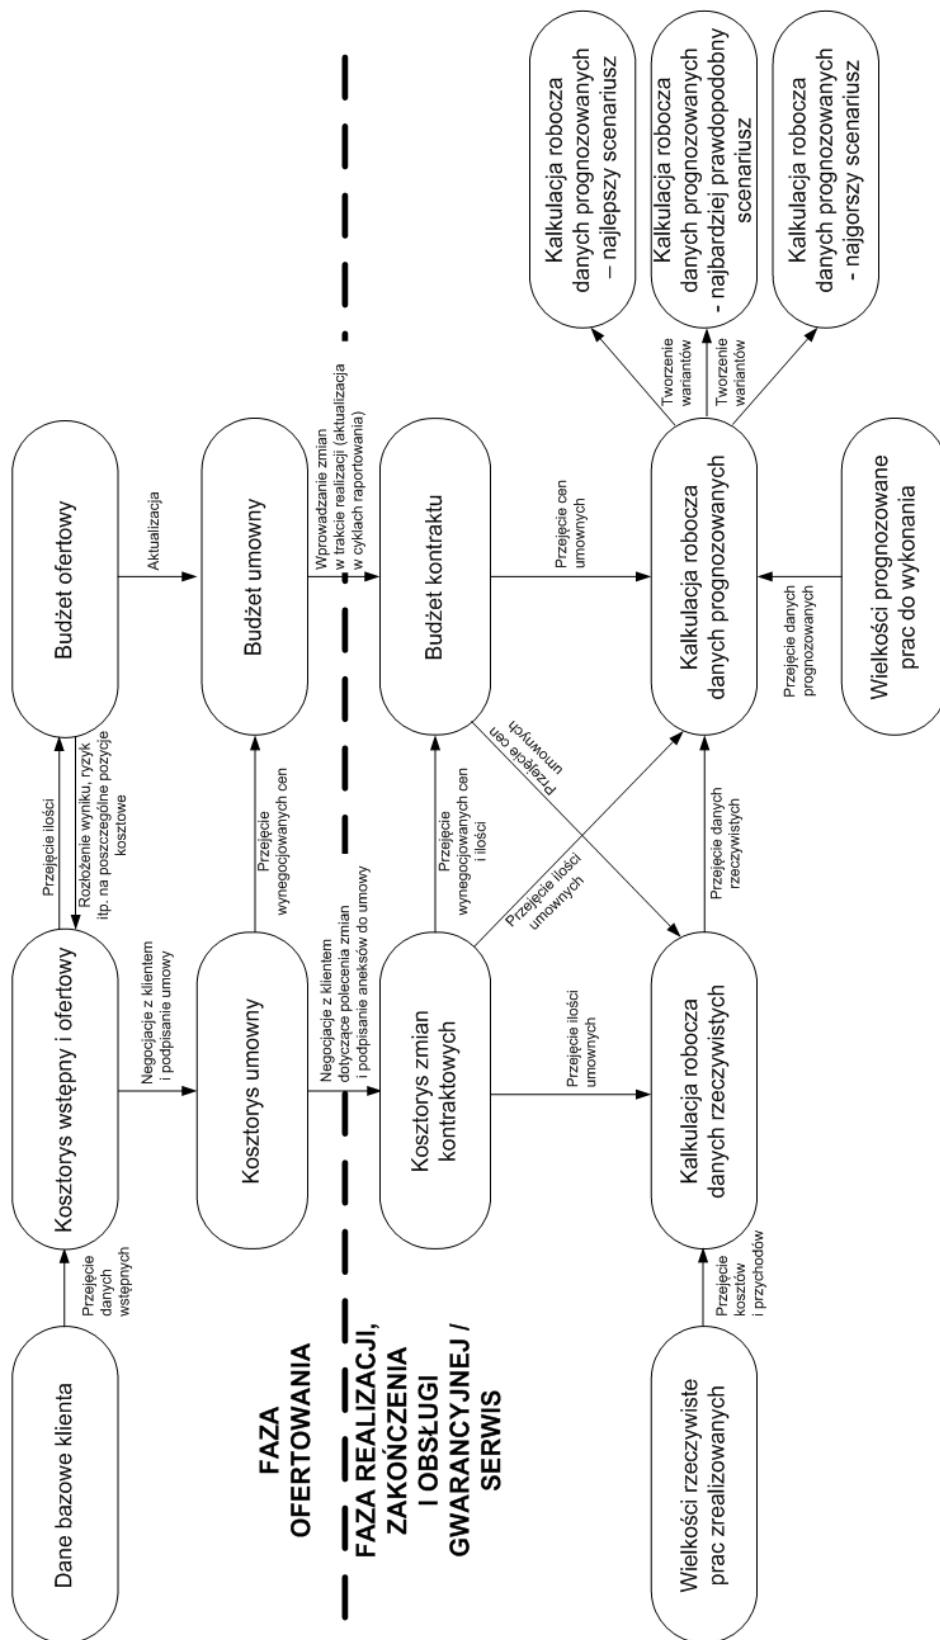 Dane bazowe klienta
Przejęcie
danych
wstępnych
Kosztorys wstępny i ofertowy
Przejęcie ilości
Rozłożenie wyniku, ryzyk
itp. na poszczególne pozycje
kosztowe
Budżet ofertowy
Negocjacje z klientem
i podpisanie umowy
Aktualizacja
Kosztorys umowny
Przejęcie
wynegocjowanych cen
Budżet umowny
FAZA
OFERTOWANIA
Negocjacje z klientem
dotyczące polecenia zmian
i podpisanie aneksów do umowy
Wprowadzanie zmian
w trakcie realizacji (aktualizacja
w cyklach raportowania)
FAZA REALIZACJI,
ZAKOŃCZENIA
I OBSŁUGI
GWARANCYJNEJ /
SERWIS
Kosztorys zmian
kontraktowych
Przejęcie
wynegocjowanych cen
i ilości
Budżet kontraktu
Przejęcie ilości
umownych
Przejęcie ilości
umownych
Przejęcie cen
umownych
Przejęcie cen
umownych
Kalkulacja robocza
danych prognozowanych
– najlepszy scenariusz
Wielkości rzeczywiste
prac zrealizowanych
Przejęcie
kosztów
i przychodów
Kalkulacja robocza
danych rzeczywistych
Przejęcie danych
rzeczywistych
Kalkulacja robocza
danych prognozowanych
Tworzenie
wariantów
Tworzenie
wariantów
Kalkulacja robocza
danych prognozowanych
- najbardziej prawdopodobny
scenariusz
Przejęcie danych
prognozowanych
Kalkulacja robocza
danych prognozowanych
- najgorszy scenariusz
Wielkości prognozowane
prac do wykonania